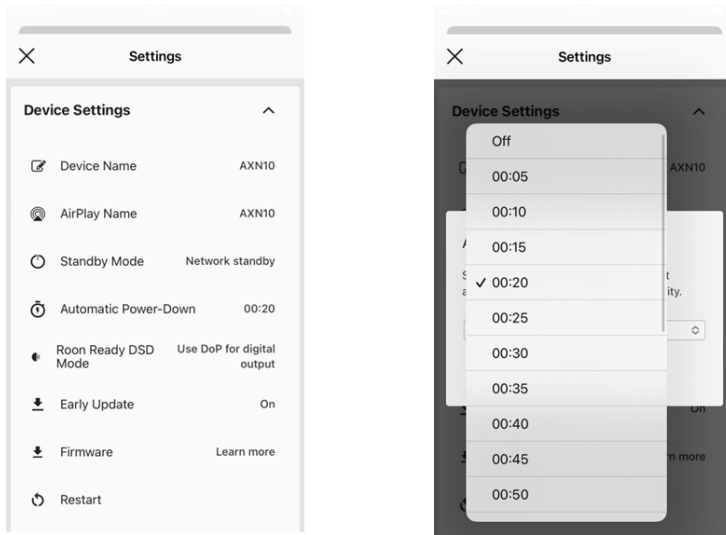 Settings
Device Settings
Device Name AXN10
AirPlay Name AXN10
Standby Mode Network standby
Automatic Power-Down 00:20
Roon Ready DSD Mode
Use DoP for digital output
Early Update On
Firmware Learn more
Restart
Settings
Device Settings
AXN10
Off
00:05
00:10
00:15
✓ 00:20
00:25
00:30
00:35
00:40
00:45
00:50
ity.
On
n more